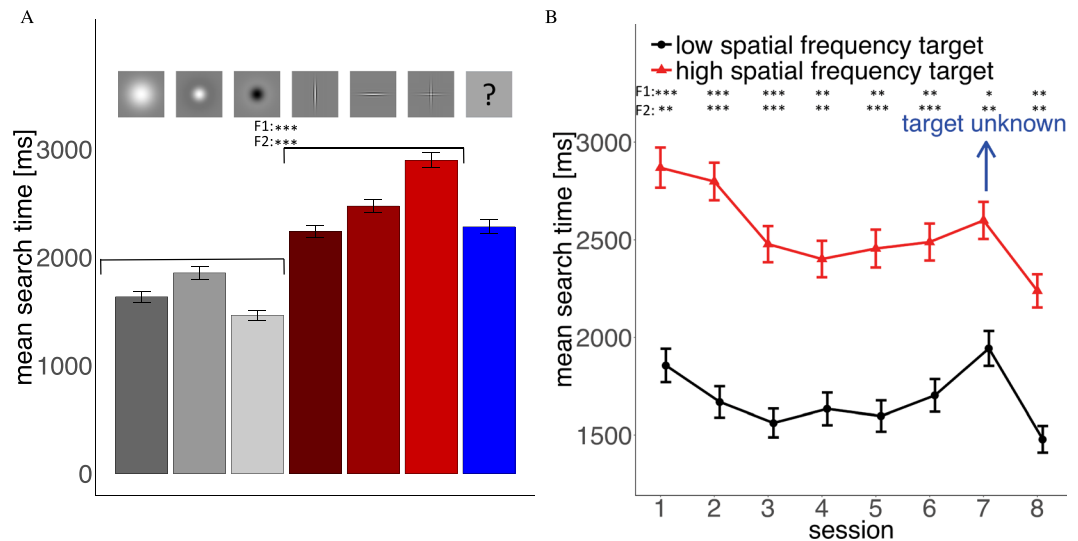 A
?
F1:***
F2:***
mean search time [ms]
3000
2000
1000
0
B
low spatial frequency target
high spatial frequency target
F1:*** *** *** ** ** ** * **
F2:** *** *** ** *** *** ** **
target unknown
mean search time [ms]
3000
2500
2000
1500
1 2 3 4 5 6 7 8
session